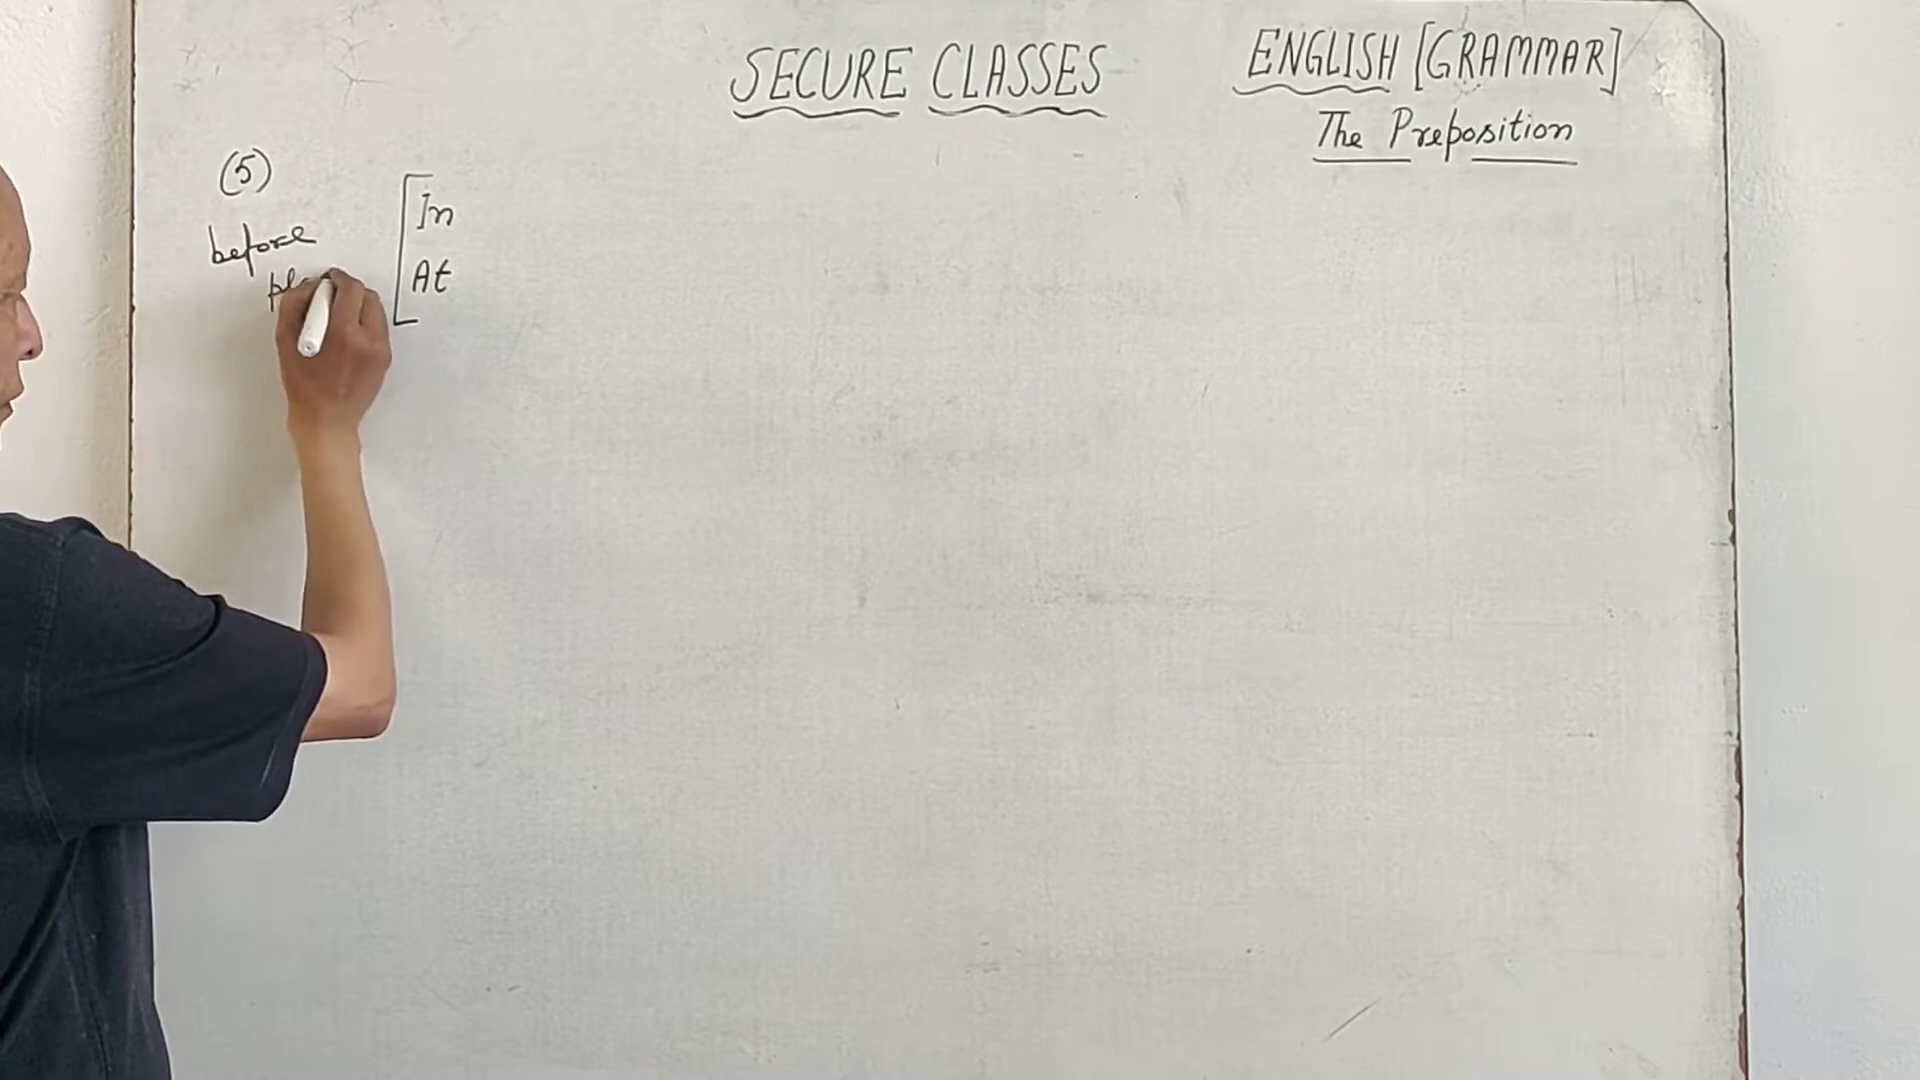 SECURE CLASSES
ENGLISH [GRAMMAR]
The Preposition
(5)
before
In
At